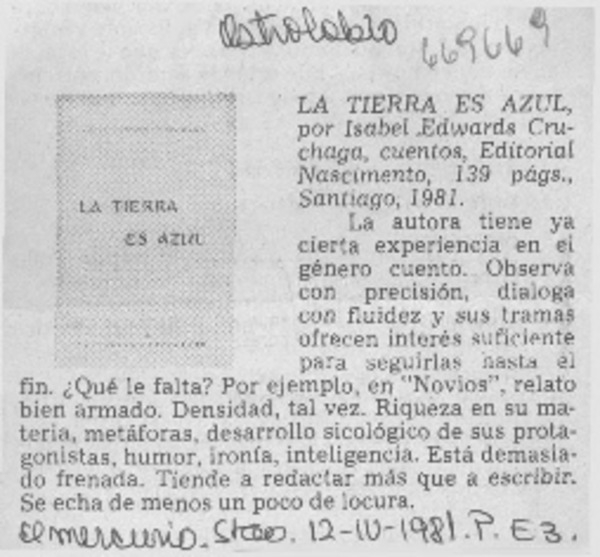 Astrolabio
669669
LA TIERRA
ES AZUL
LA TIERRA ES AZUL,
por Isabel Edwards Cru-
chaga, cuentos, Editorial
Nascimento, 139 págs.,
Santiago, 1981.
La autora tiene ya
cierta experiencia en el
género cuento. Observa
con precisión, dialoga
con fluidez y sus tramas
ofrecen interés suficiente
para seguirlas hasta el
fin. ¿Qué le falta? Por ejemplo, en "Novios", relato
bien armado. Densidad, tal vez. Riqueza en su ma-
teria, metáforas, desarrollo sicológico de sus prota-
gonistas, humor, ironía, inteligencia. Está demasia-
do frenada. Tiende a redactar más que a escribir.
Se echa de menos un poco de locura.
El mercurio. Stgo. 12-IV-1981. P. E3.